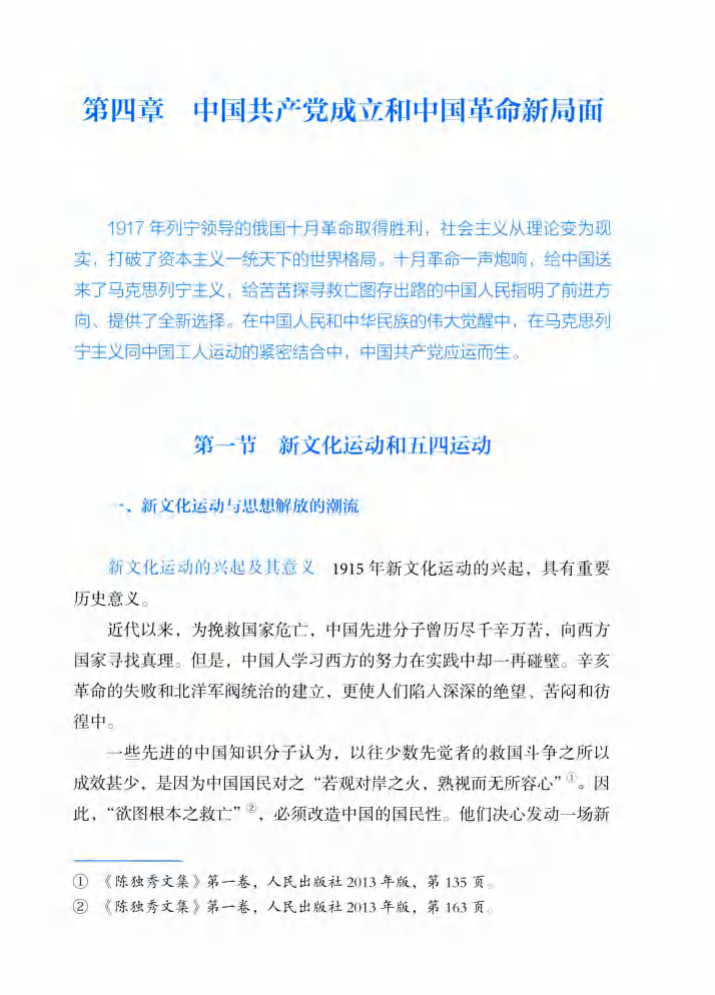 第四章 中国共产党成立和中国革命新局面
1917 年列宁领导的俄国十月革命取得胜利，社会主义从理论变为现
实，打破了资本主义一统天下的世界格局。十月革命一声炮响，给中国送
来了马克思列宁主义，给苦苦探寻救亡图存出路的中国人民指明了前进方
向、提供了全新选择。在中国人民和中华民族的伟大觉醒中，在马克思列
宁主义同中国工人运动的紧密结合中，中国共产党应运而生。
第一节 新文化运动和五四运动
一、新文化运动与思想解放的潮流
新文化运动的兴起及其意义 1915 年新文化运动的兴起，具有重要
历史意义。
近代以来，为挽救国家危亡，中国先进分子曾历尽千辛万苦，向西方
国家寻找真理。但是，中国人学习西方的努力在实践中却一再碰壁。辛亥
革命的失败和北洋军阀统治的建立，更使人们陷入深深的绝望、苦闷和彷
徨中。
一些先进的中国知识分子认为，以往少数先觉者的救国斗争之所以
成效甚少，是因为中国国民对之“若观对岸之火，熟视而无所容心”①。因
此，“欲图根本之救亡”②，必须改造中国的国民性。他们决心发动一场新
① 《陈独秀文集》第一卷，人民出版社 2013 年版，第 135 页。
② 《陈独秀文集》第一卷，人民出版社 2013 年版，第 163 页。